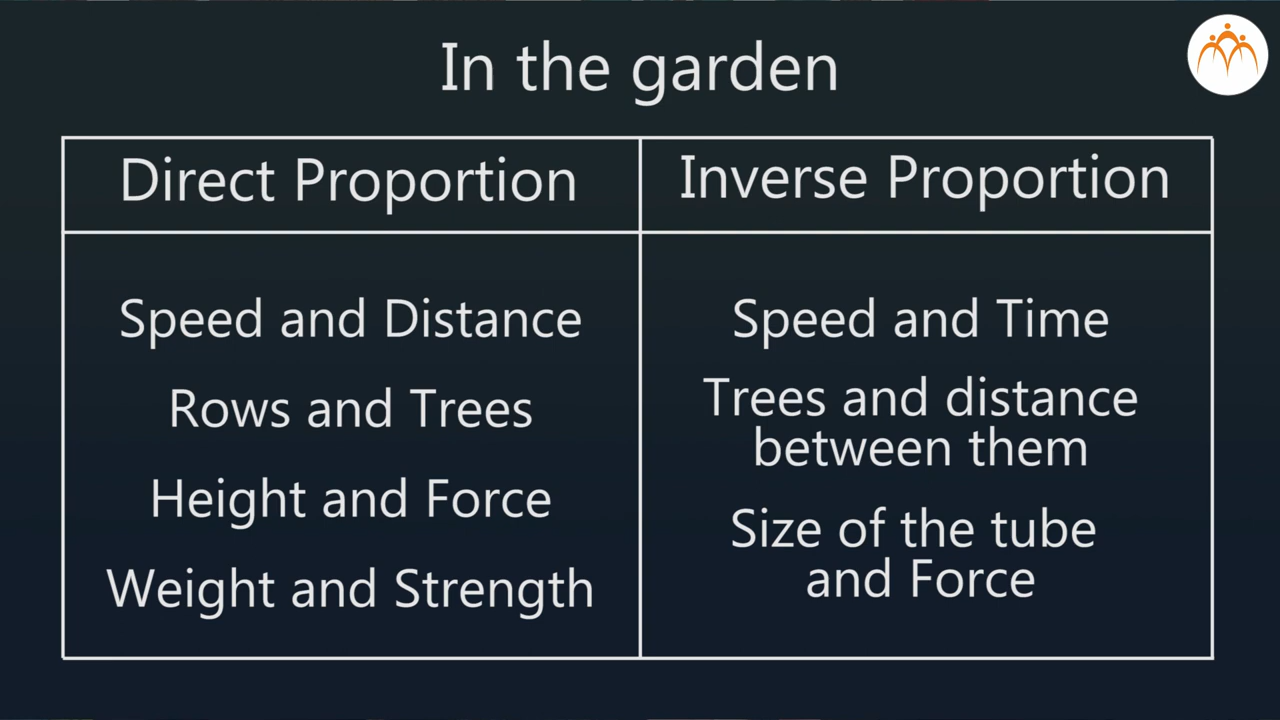 In the garden
Direct Proportion
Inverse Proportion
Speed and Distance
Rows and Trees
Height and Force
Weight and Strength
Speed and Time
Trees and distance
between them
Size of the tube
and Force